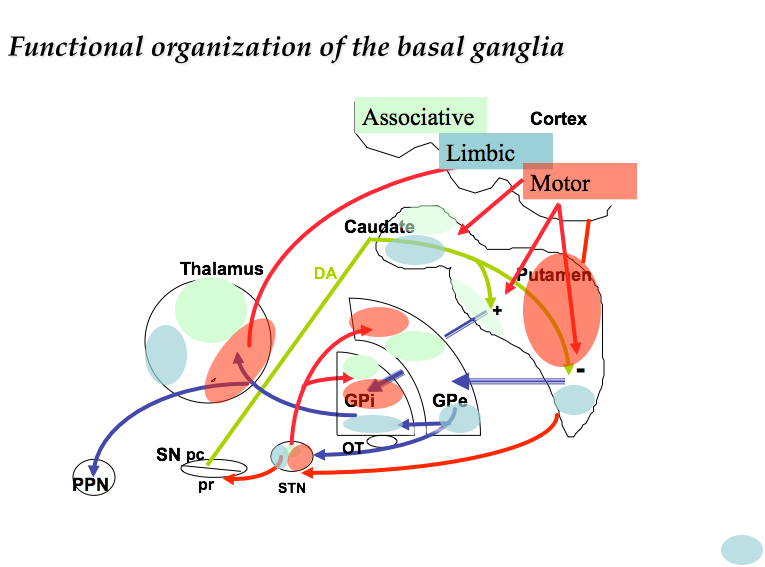 Functional organization of the basal ganglia
Associative
Cortex
Limbic
Motor
Caudate
Thalamus
DA
Putamen
+
-
GPi
GPe
OT
SN pc
pr
STN
PPN